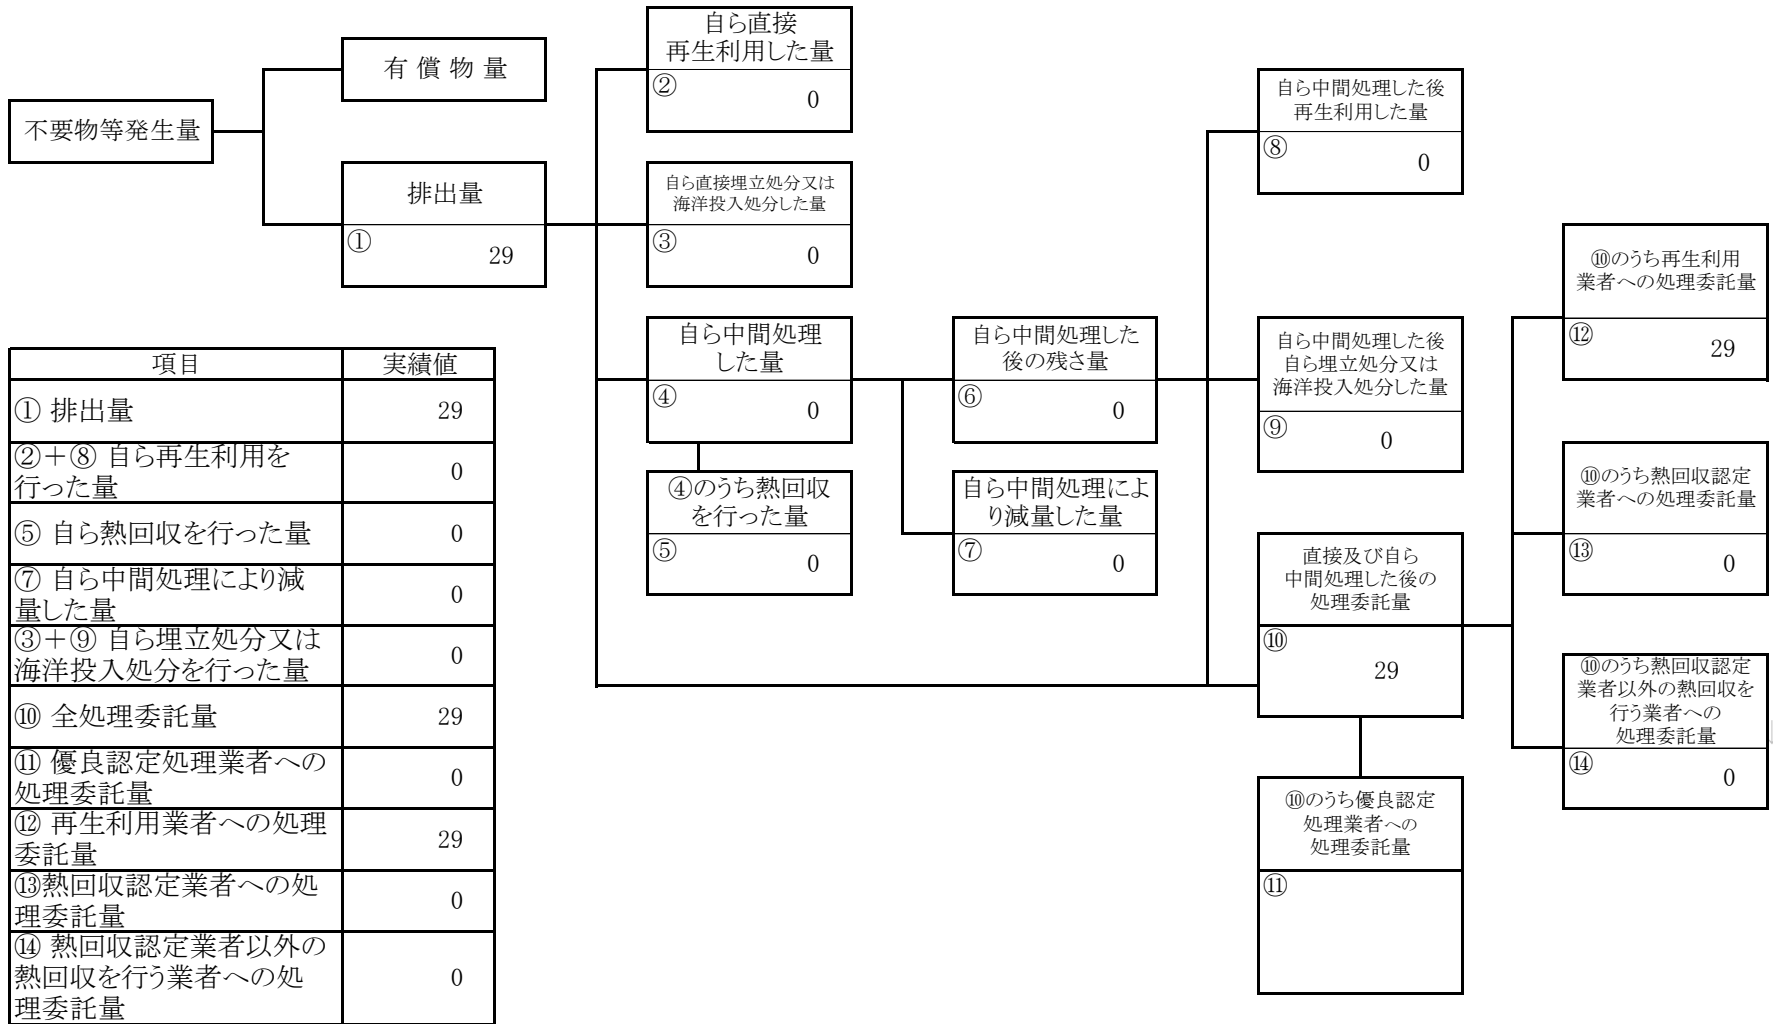 自ら直接
再生利用した量
②
0
有 償 物 量
不要物等発生量
自ら中間処理した後
再生利用した量
⑧
0
排出量
①
29
自ら直接埋立処分又は
海洋投入処分した量
③
0
⑩のうち再生利用
業者への処理委託量
⑫
29
自ら中間処理
した量
④
0
自ら中間処理した
後の残さ量
⑥
0
自ら中間処理した後
自ら埋立処分又は
海洋投入処分した量
⑨
0
④のうち熱回収
を行った量
⑤
0
自ら中間処理によ
り減量した量
⑦
0
⑩のうち熱回収認定
業者への処理委託量
⑬
0
直接及び自ら
中間処理した後の
処理委託量
⑩
29
⑩のうち熱回収認定
業者以外の熱回収を
行う業者への
処理委託量
⑭
0
⑩のうち優良認定
処理業者への
処理委託量
⑪
項目 実績値
① 排出量 29
②+⑧ 自ら再生利用を
行った量 0
⑤ 自ら熱回収を行った量 0
⑦ 自ら中間処理により減
量した量 0
③+⑨ 自ら埋立処分又は
海洋投入処分を行った量 0
⑩ 全処理委託量 29
⑪ 優良認定処理業者への
処理委託量 0
⑫ 再生利用業者への処理
委託量 29
⑬熱回収認定業者への処
理委託量 0
⑭ 熱回収認定業者以外の
熱回収を行う業者への処
理委託量 0